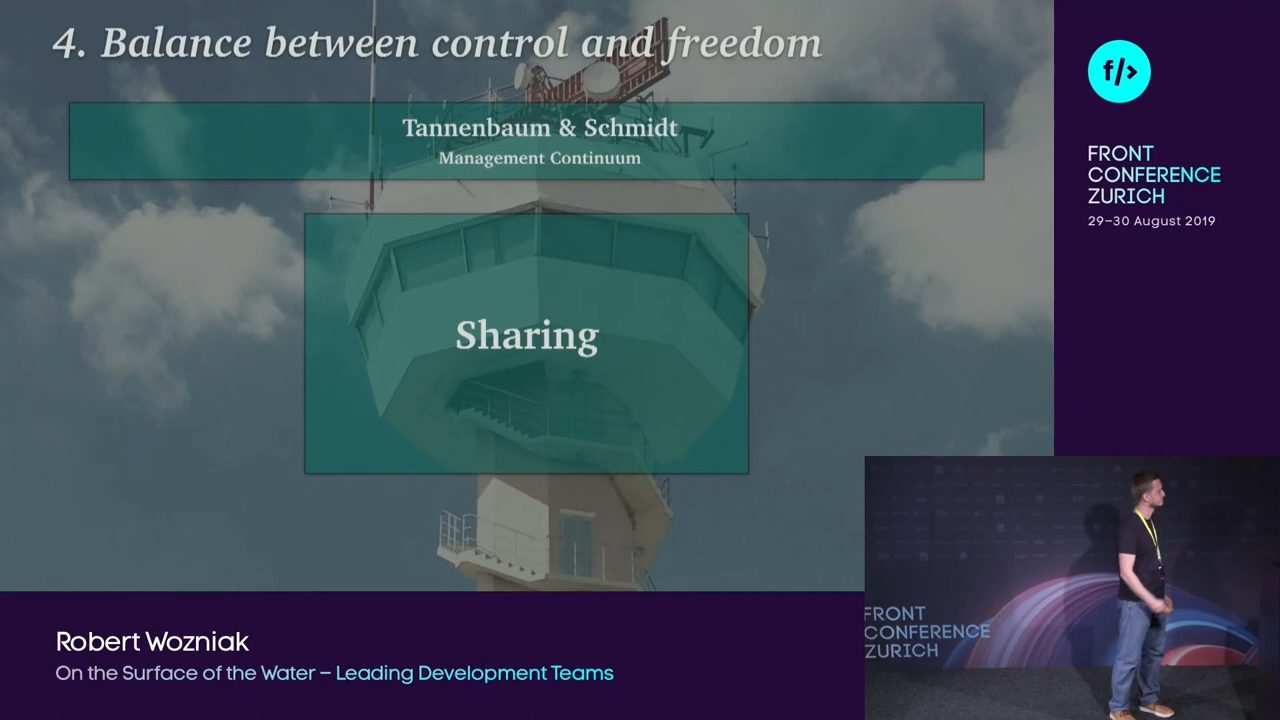 4. Balance between control and freedom
Tannenbaum & Schmidt
Management Continuum
Sharing
f/>
FRONT
CONFERENCE
ZURICH
29–30 August 2019
Robert Wozniak
On the Surface of the Water – Leading Development Teams
FRONT
CONFERENCE
ZURICH